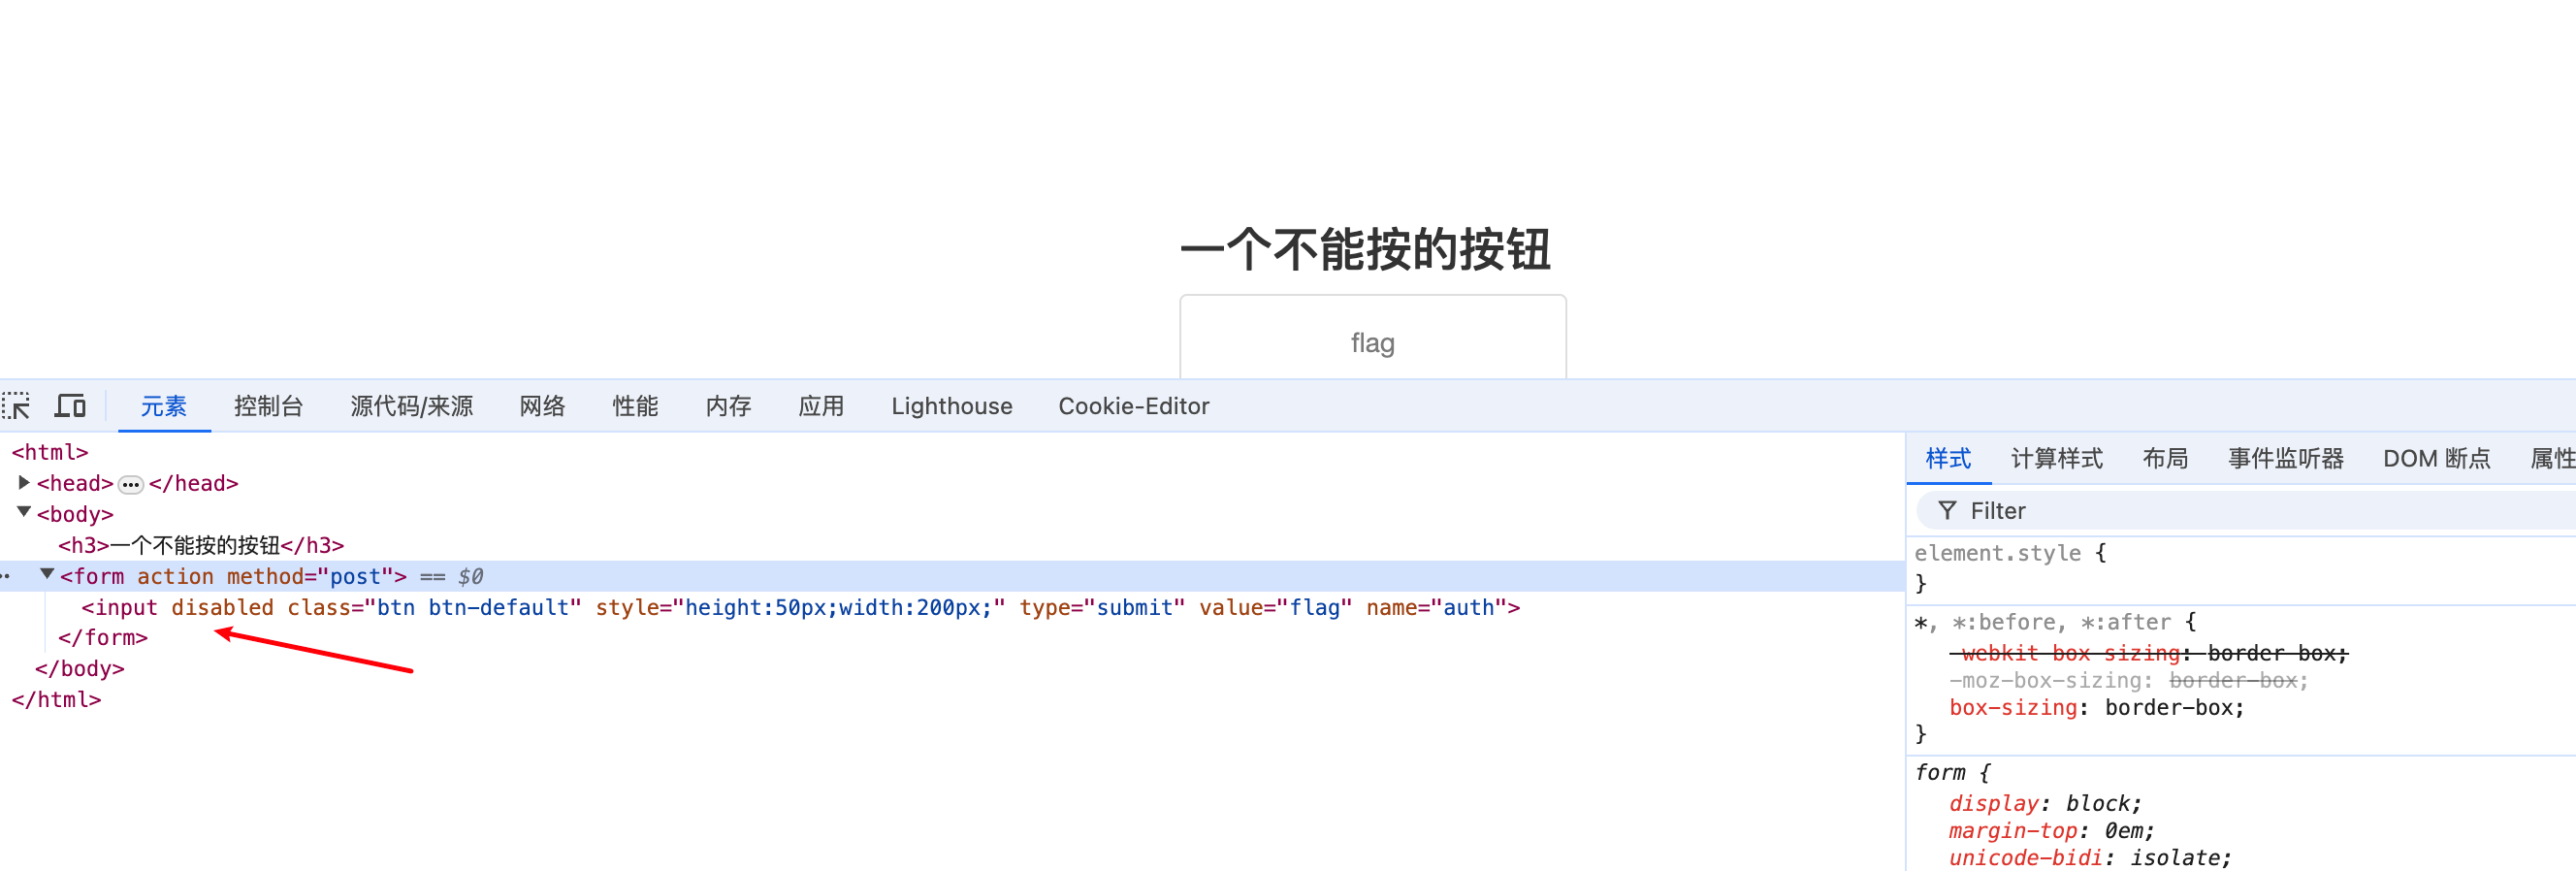 一个不能按的按钮
flag
元素 控制台 源代码/来源 网络 性能 内存 应用 Lighthouse Cookie-Editor
<html>
<head>…</head>
<body>
<h3>一个不能按的按钮</h3>
<form action method="post"> == $0
<input disabled class="btn btn-default" style="height:50px;width:200px;" type="submit" value="flag" name="auth">
</form>
</body>
</html>
样式 计算样式 布局 事件监听器 DOM 断点 属性
Filter
element.style {
}
*, *:before, *:after {
-webkit-box-sizing: border-box;
-moz-box-sizing: border-box;
box-sizing: border-box;
}
form {
display: block;
margin-top: 0em;
unicode-bidi: isolate;